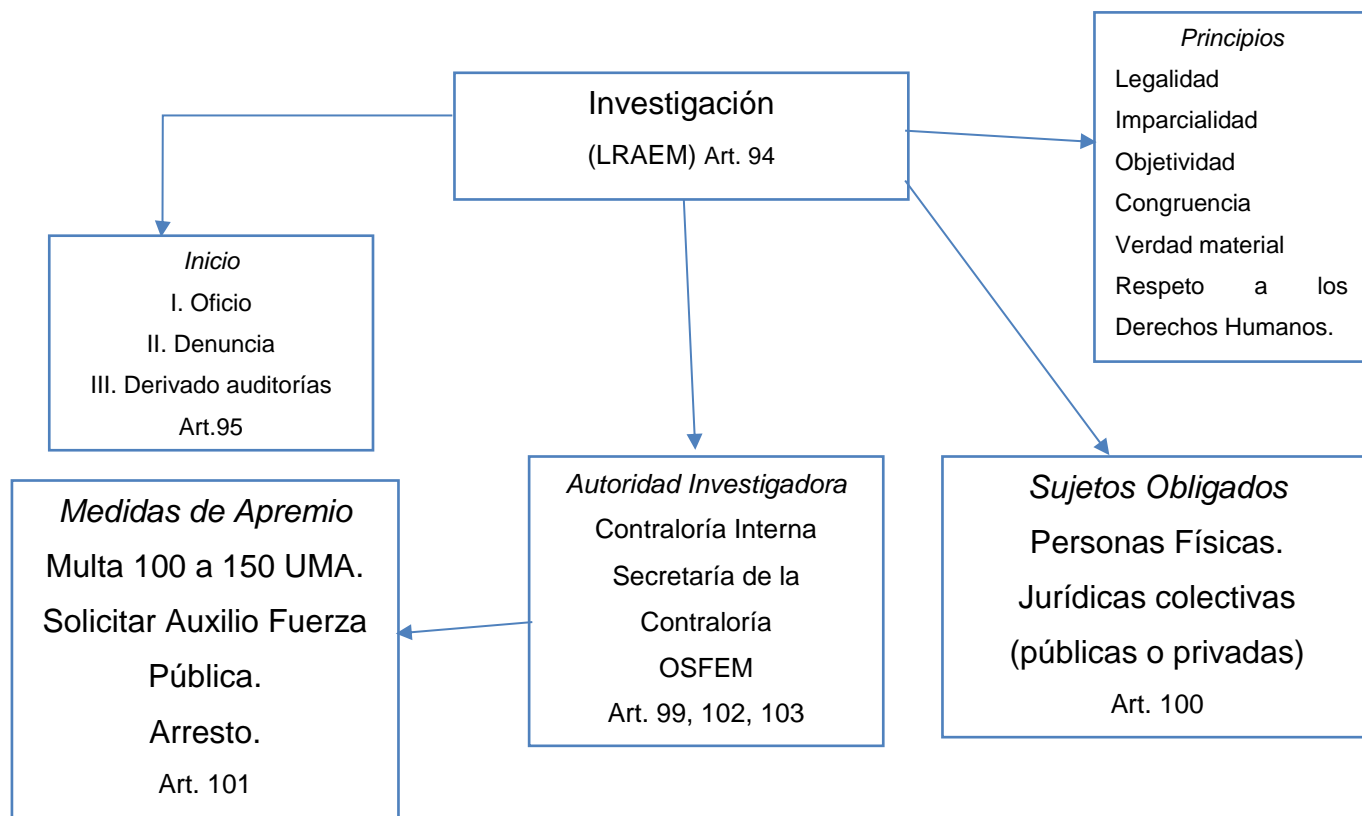 Investigación
(LRAEM) Art. 94
Principios
Legalidad
Imparcialidad
Objetividad
Congruencia
Verdad material
Respeto a los
Derechos Humanos.
Inicio
I. Oficio
II. Denuncia
III. Derivado auditorías
Art.95
Medidas de Apremio
Multa 100 a 150 UMA.
Solicitar Auxilio Fuerza
Pública.
Arresto.
Art. 101
Autoridad Investigadora
Contraloría Interna
Secretaría de la
Contraloría
OSFEM
Art. 99, 102, 103
Sujetos Obligados
Personas Físicas.
Jurídicas colectivas
(públicas o privadas)
Art. 100